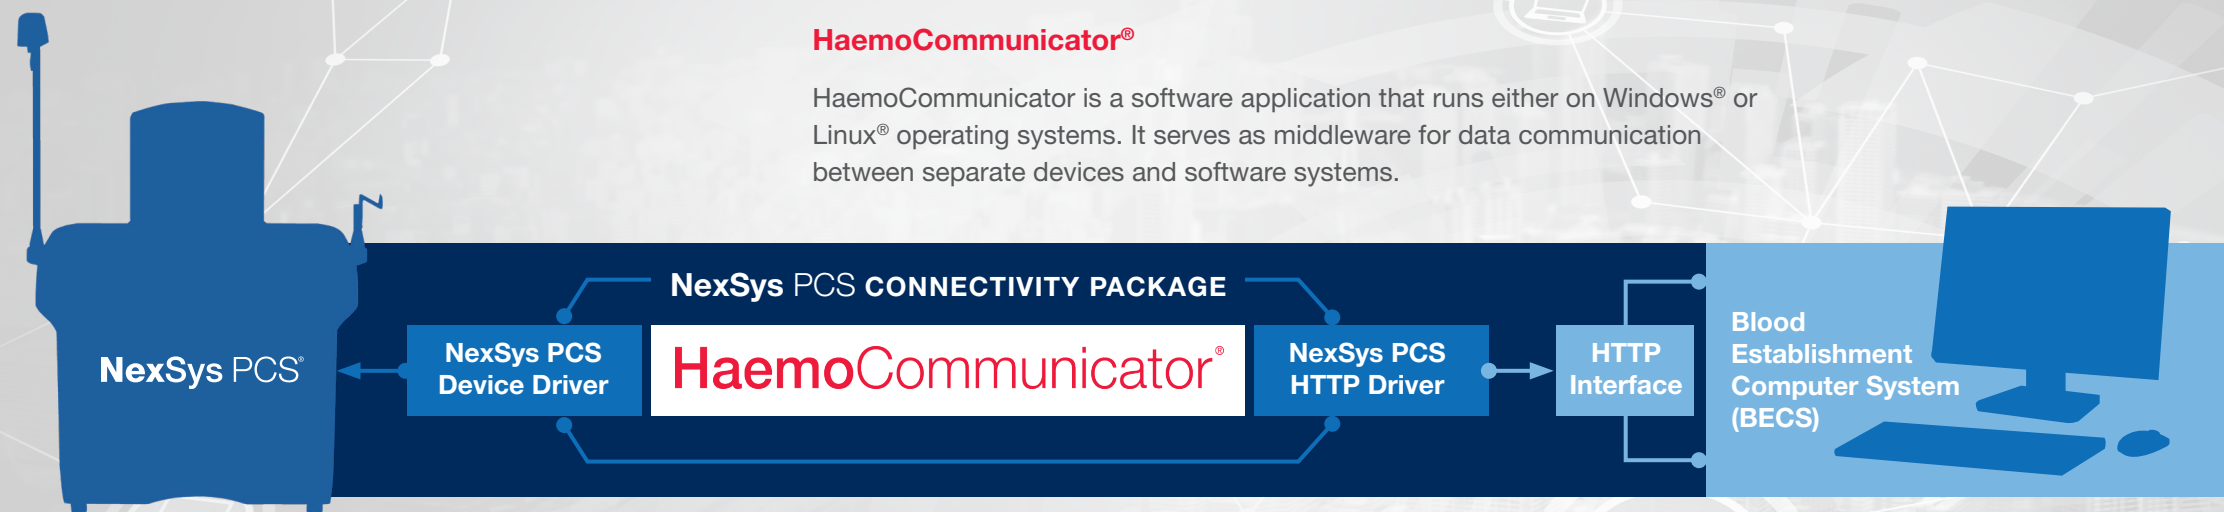 HaemoCommunicator®
HaemoCommunicator is a software application that runs either on Windows® or
Linux® operating systems. It serves as middleware for data communication
between separate devices and software systems.
NexSys PCS CONNECTIVITY PACKAGE
NexSys PCS®
NexSys PCS
Device Driver
HaemoCommunicator®
NexSys PCS
HTTP Driver
HTTP
Interface
Blood
Establishment
Computer System
(BECS)